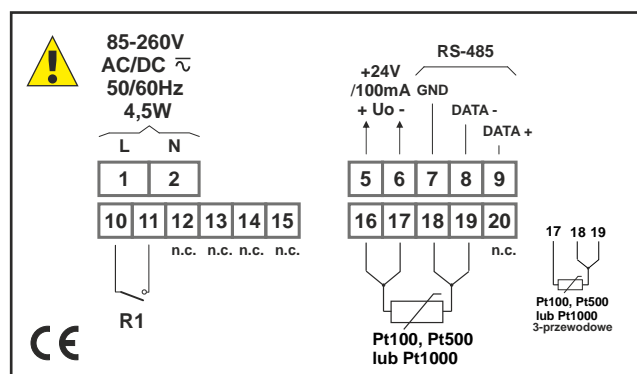 85-260V
AC/DC
50/60Hz
4,5W
L N
1 2
10 11 12 13 14 15
n.c. n.c. n.c. n.c.
R1
CE
RS-485
+24V
/100mA
+ Uo -
GND
DATA -
DATA +
5 6 7 8 9
16 17 18 19 20
n.c.
Pt100, Pt500
lub Pt1000
17 18 19
Pt100, Pt500
lub Pt1000
3-przewodowe